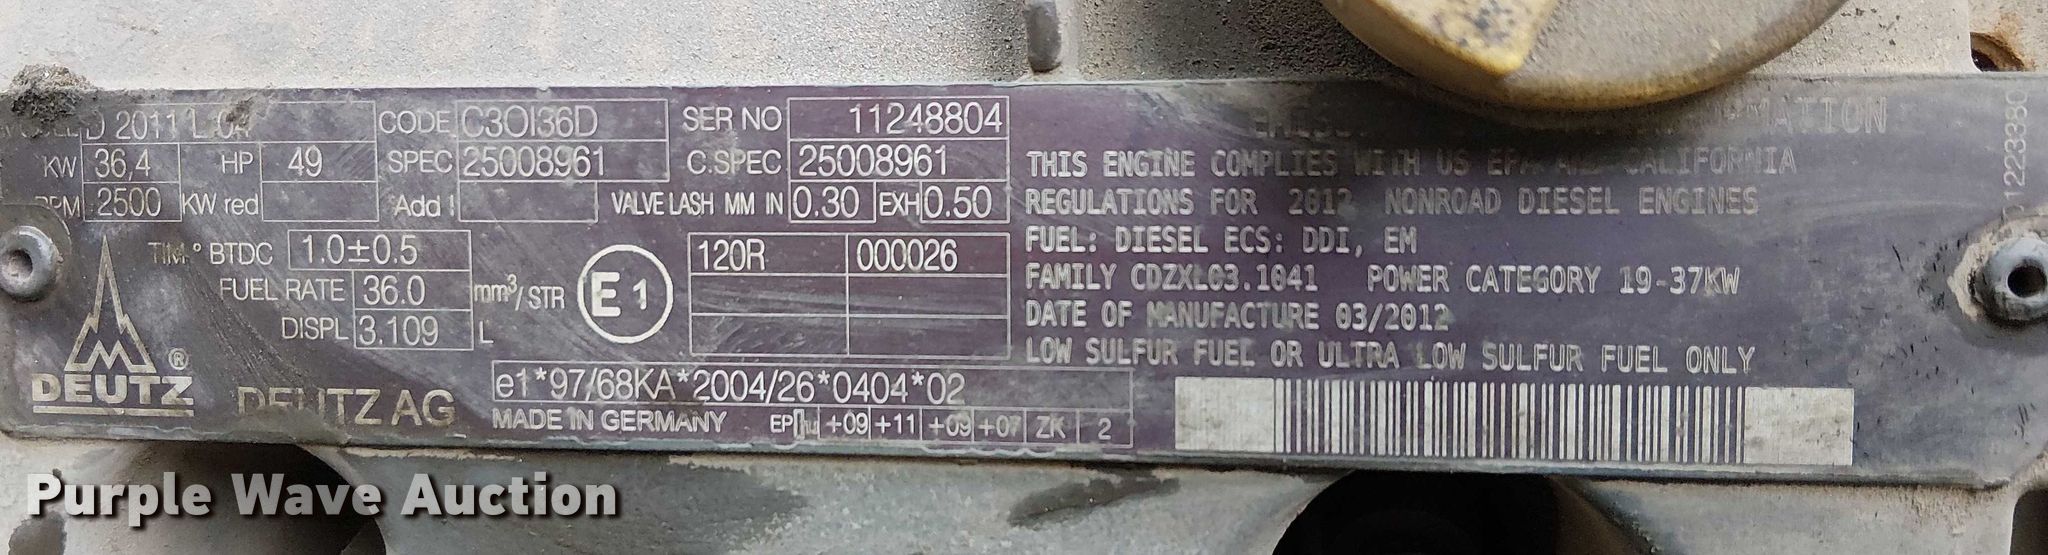 D 2011 L 04 CODE C3OI36D SER NO 11248804
KW 36,4 HP 49 SPEC 25008961 C.SPEC 25008961
RPM 2500 KW red Add I VALVE LASH MM IN 0.30 EXH 0.50
TIM ° BTDC 1.0±0.5
FUEL RATE 36.0 mm³/STR
DISPL 3.109 L
E1
120R 000026
DEUTZ ®
DEUTZ AG
e1*97/68KA*2004/26*0404*02
MADE IN GERMANY EP +09 +11 +09 +07 ZK 2
INFORMATION
THIS ENGINE COMPLIES WITH US EPA AND CALIFORNIA
REGULATIONS FOR 2012 NONROAD DIESEL ENGINES
FUEL: DIESEL ECS: DDI, EM
FAMILY CDZXL03.1041 POWER CATEGORY 19-37KW
DATE OF MANUFACTURE 03/2012
LOW SULFUR FUEL OR ULTRA LOW SULFUR FUEL ONLY
Purple Wave Auction